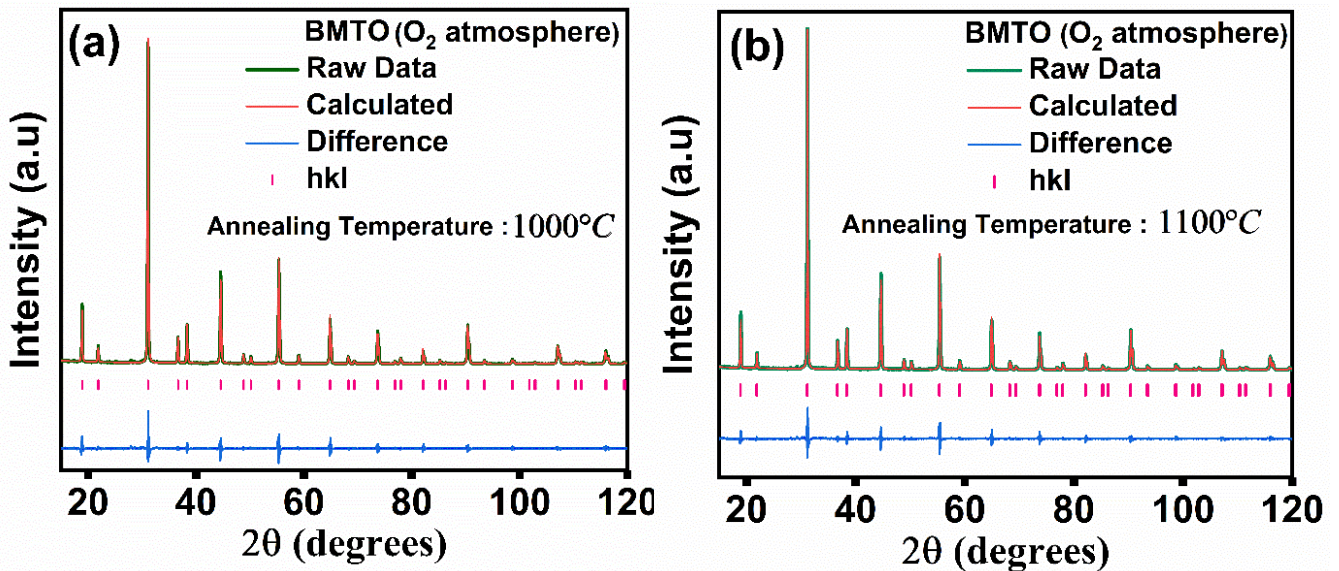 (a)
BMTO (O₂ atmosphere)
Raw Data
Calculated
Difference
hkl
Annealing Temperature : 1000°C
Intensity (a.u)
20 40 60 80 100 120
2θ (degrees)
(b)
BMTO (O₂ atmosphere)
Raw Data
Calculated
Difference
hkl
Annealing Temperature : 1100°C
Intensity (a.u)
20 40 60 80 100 120
2θ (degrees)